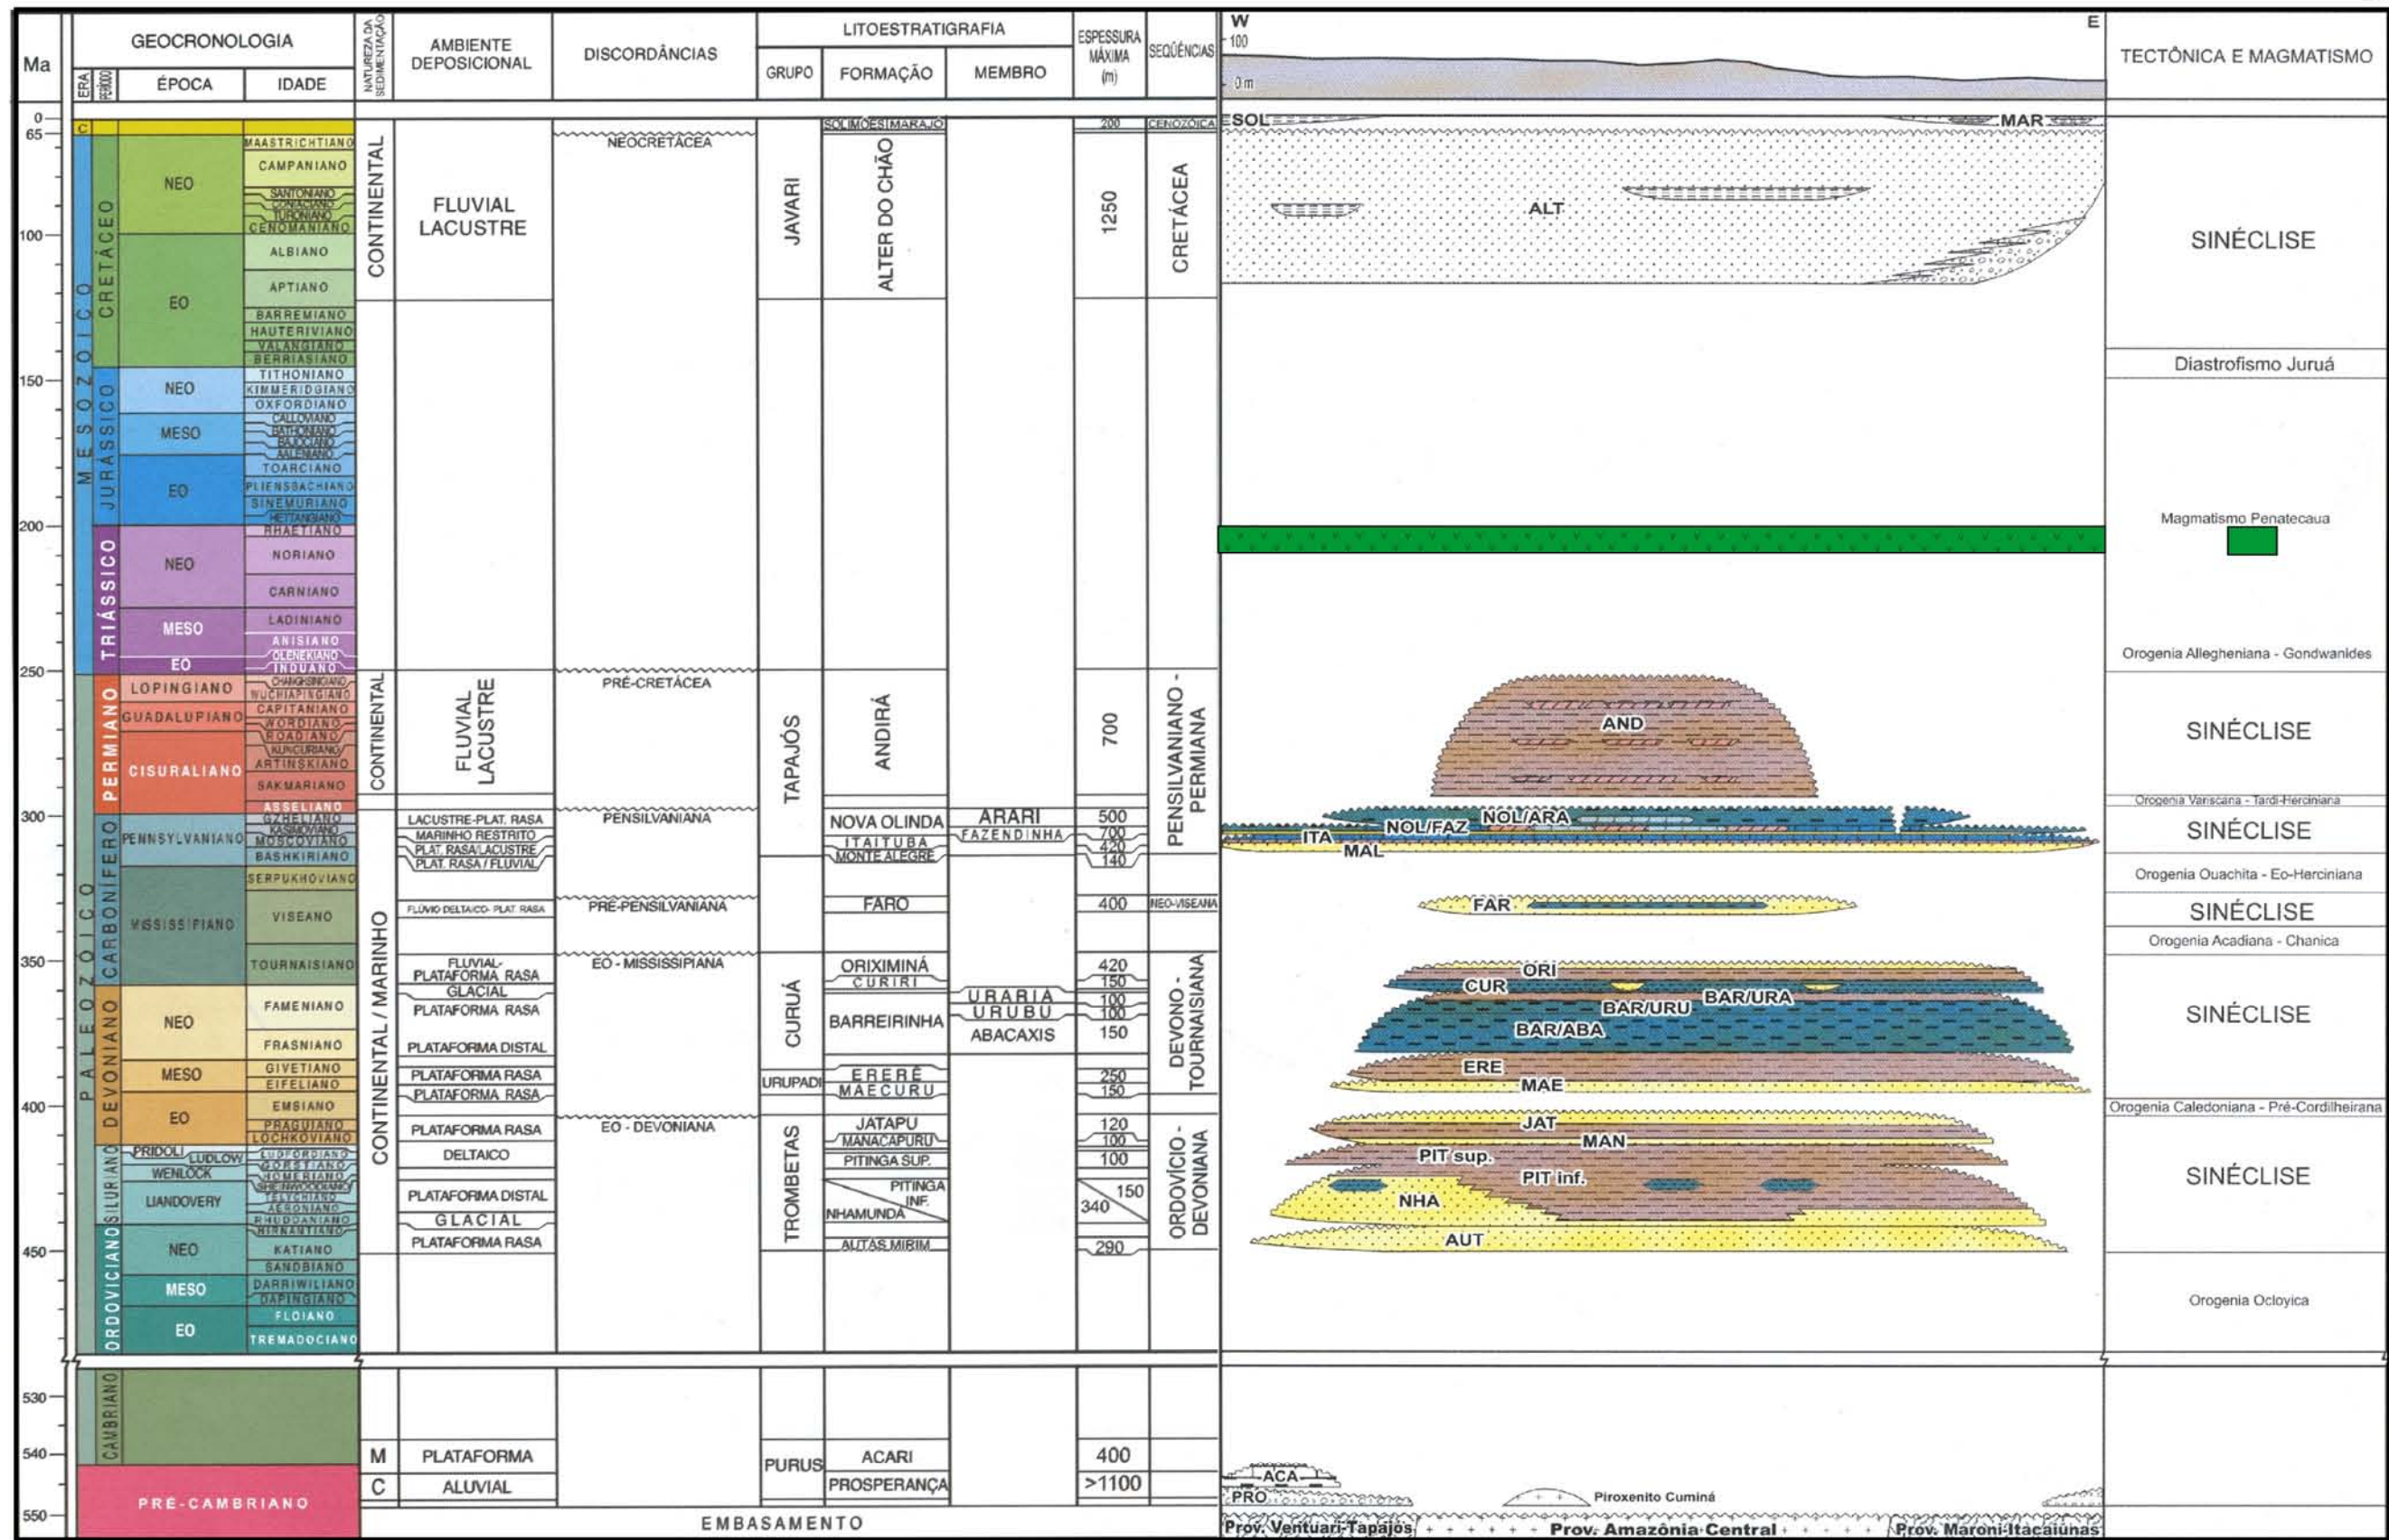 Ma
GEOCRONOLOGIA
ERA
PERÍODO
ÉPOCA
IDADE
NATUREZA DA SEDIMENTAÇÃO
AMBIENTE
DEPOSICIONAL
DISCORDÂNCIAS
LITOESTRATIGRAFIA
GRUPO
FORMAÇÃO
MEMBRO
ESPESSURA
MÁXIMA
(m)
SEQÜÊNCIAS
W
E
100
0 m
TECTÔNICA E MAGMATISMO
0
65
100
150
200
250
300
350
400
450
530
540
550
C
MESOZOICO
PALEOZOICO
CRETÁCEO
JURÁSSICO
TRIÁSSICO
PERMIANO
CARBONÍFERO
DEVONIANO
SILURIANO
ORDOVICIANO
CAMBRIANO
PRÉ-CAMBRIANO
NEO
EO
NEO
MESO
EO
NEO
MESO
EO
LOPINGIANO
GUADALUPIANO
CISURALIANO
PENNSYLVANIANO
MISSISSIPIANO
NEO
MESO
EO
PRIDOLI
LUDLOW
WENLOCK
LIANDOVERY
NEO
MESO
EO
MAASTRICHTIANO
CAMPANIANO
SANTONIANO
CONIACIANO
TURONIANO
CENOMANIANO
ALBIANO
APTIANO
BARREMIANO
HAUTERIVIANO
VALANGIANO
BERRIASIANO
TITHONIANO
KIMMERIDGIANO
OXFORDIANO
CALLOVIANO
BATHONIANO
BAJOCIANO
AALENIANO
TOARCIANO
PLIENSBACHIANO
SINEMURIANO
HETTANGIANO
RHAETIANO
NORIANO
CARNIANO
LADINIANO
ANISIANO
OLENEKIANO
INDUANO
CHANGHSINGIANO
WUCHIAPINGIANO
CAPITANIANO
WORDIANO
ROADIANO
KUNGURIANO
ARTINSKIANO
SAKMARIANO
ASSELIANO
GZHELIANO
KASIMOVIANO
MOSCOVIANO
BASHKIRIANO
SERPUKHOVIANO
VISEANO
TOURNAISIANO
FAMENIANO
FRASNIANO
GIVETIANO
EIFELIANO
EMSIANO
PRAGUIANO
LOCHKOVIANO
LUDFORDIANO
GORSTIANO
HOMERIANO
SHEINWOODIANO
TELYCHIANO
AERONIANO
RHUDDANIANO
HIRNANTIANO
KATIANO
SANDBIANO
DARRIWILIANO
DAPINGIANO
FLOIANO
TREMADOCIANO
CONTINENTAL
CONTINENTAL
CONTINENTAL / MARINHO
M
C
FLUVIAL
LACUSTRE
FLUVIAL
LACUSTRE
LACUSTRE-PLAT. RASA
MARINHO RESTRITO
PLAT. RASA/LACUSTRE
PLAT. RASA / FLUVIAL
FLÚVIO DELTAICO- PLAT. RASA
FLUVIAL-
PLATAFORMA RASA
GLACIAL
PLATAFORMA RASA
PLATAFORMA DISTAL
PLATAFORMA RASA
PLATAFORMA RASA
PLATAFORMA RASA
DELTAICO
PLATAFORMA DISTAL
GLACIAL
PLATAFORMA RASA
PLATAFORMA
ALUVIAL
NEOCRETÁCEA
PRÉ-CRETÁCEA
PENSILVANIANA
PRÉ-PENSILVANIANA
EO - MISSISSIPIANA
EO - DEVONIANA
EMBASAMENTO
JAVARI
TAPAJÓS
CURUÁ
URUPADI
TROMBETAS
PURUS
SOLIMÕES MARAJÓ
ALTER DO CHÃO
ANDIRÁ
NOVA OLINDA
ITAITUBA
MONTE ALEGRE
FARO
ORIXIMINÁ
CURIRI
BARREIRINHA
ERERÊ
MAECURU
JATAPU
MANACAPURU
PITINGA SUP.
PITINGA
INF.
NHAMUNDÁ
AUTAS MIRIM
ACARI
PROSPERANÇA
ARARI
FAZENDINHA
URARIÁ
URUBU
ABACAXIS
200
1250
700
500
700
420
140
400
420
150
100
100
150
250
150
120
100
100
150
340
290
400
>1100
CENOZÓICA
CRETÁCEA
PENSILVANIANO -
PERMIANA
NEO-VISEANA
DEVONO -
TOURNAISIANA
ORDOVÍCIO -
DEVONIANA
ESOL
MAR
ALT
AND
NOL/ARA
NOL/FAZ
ITA
MAL
FAR
ORI
CUR
BAR/URA
BAR/URU
BAR/ABA
ERE
MAE
JAT
MAN
PIT sup.
PIT inf.
NHA
AUT
ACA
PRO
Piroxenito Cuminá
Prov. Ventuari-Tapajós
Prov. Amazônia Central
Prov. Maroni-Itacaiúnas
SINÉCLISE
Diastrofismo Juruá
Magmatismo Penatecaua
Orogenia Allegheniana - Gondwanides
SINÉCLISE
Orogenia Variscana - Tardi-Herciniana
SINÉCLISE
Orogenia Ouachita - Eo-Herciniana
SINÉCLISE
Orogenia Acadiana - Chanica
SINÉCLISE
Orogenia Caledoniana - Pré-Cordilheirana
SINÉCLISE
Orogenia Ocloyica